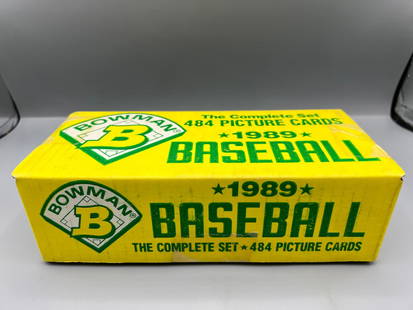 BOWMAN®
B
The Complete Set
484 PICTURE CARDS
★1989★
BASEBALL
BOWMAN®
B
★1989★
BASEBALL
THE COMPLETE SET ★ 484 PICTURE CARDS